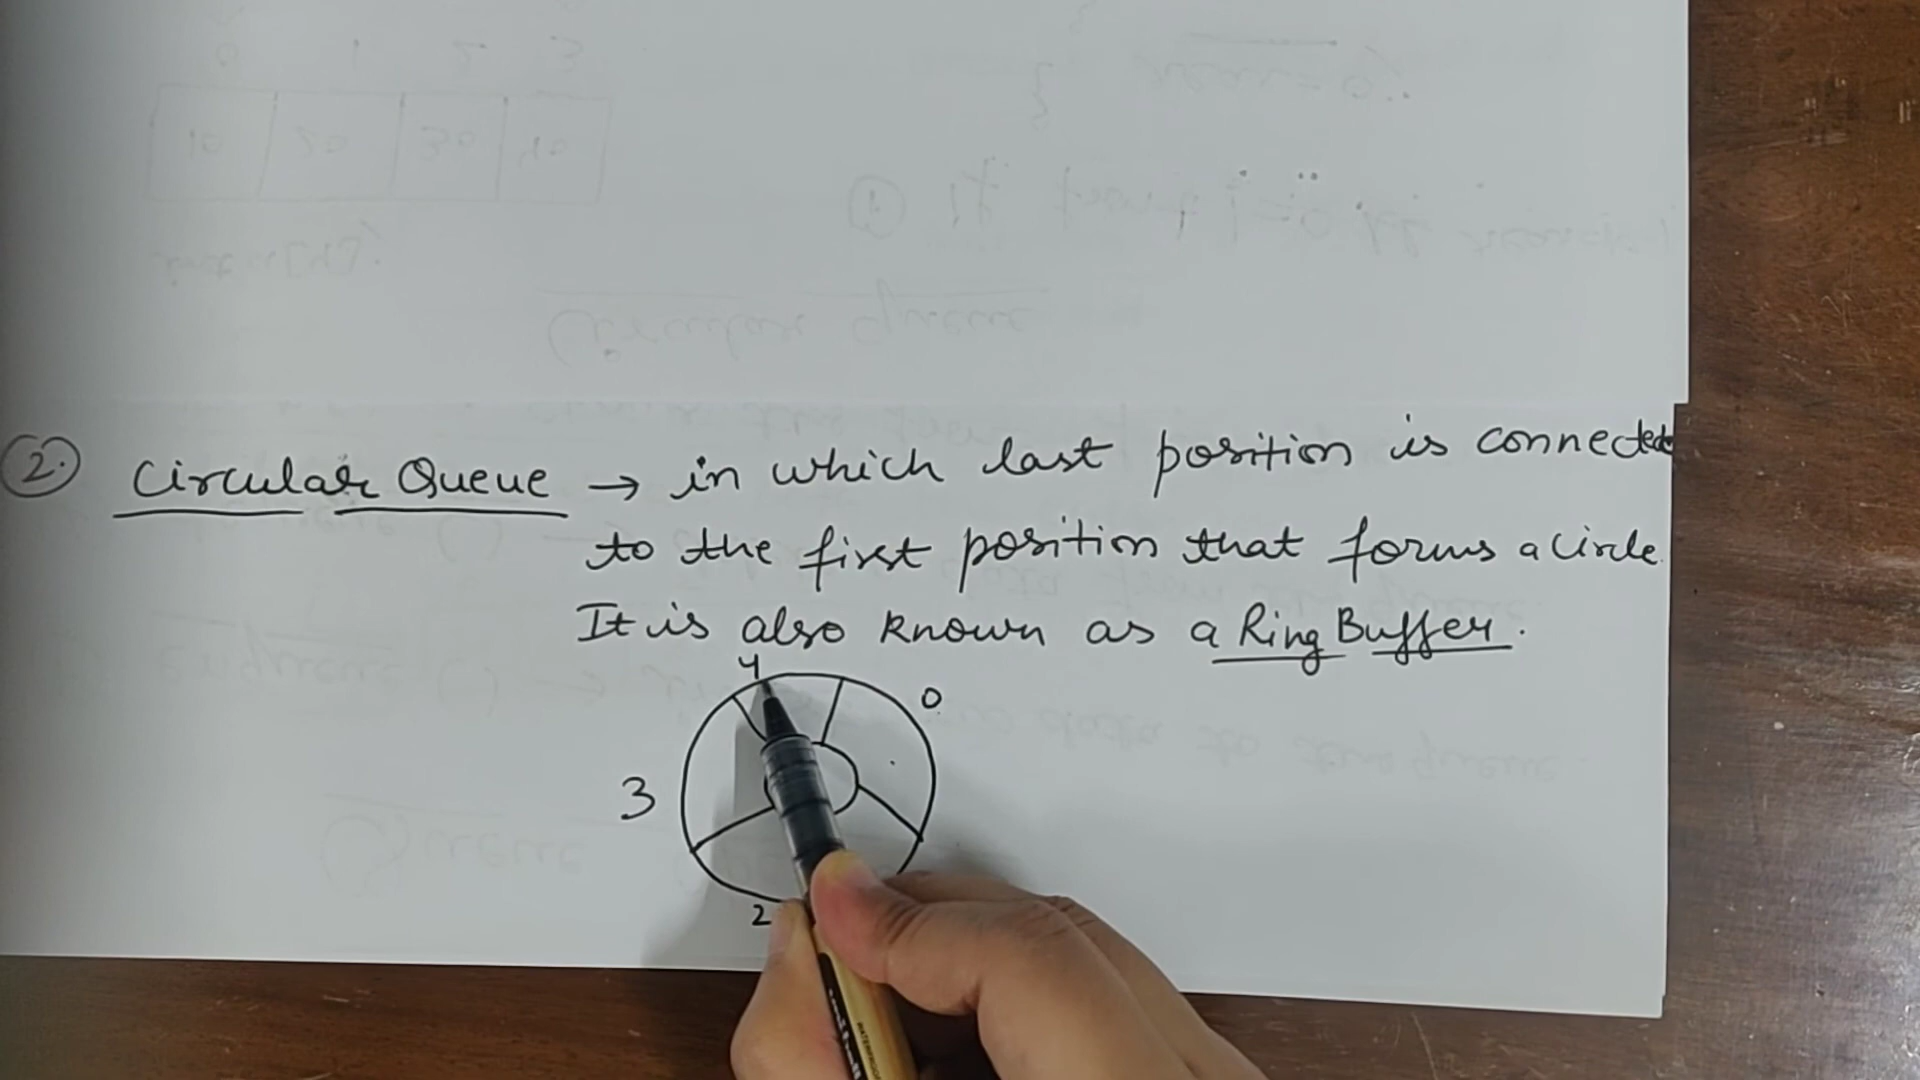 2. Circular Queue → in which last position is connected
to the first position that forms a circle.
It is also known as a Ring Buffer.
4
0
3
2